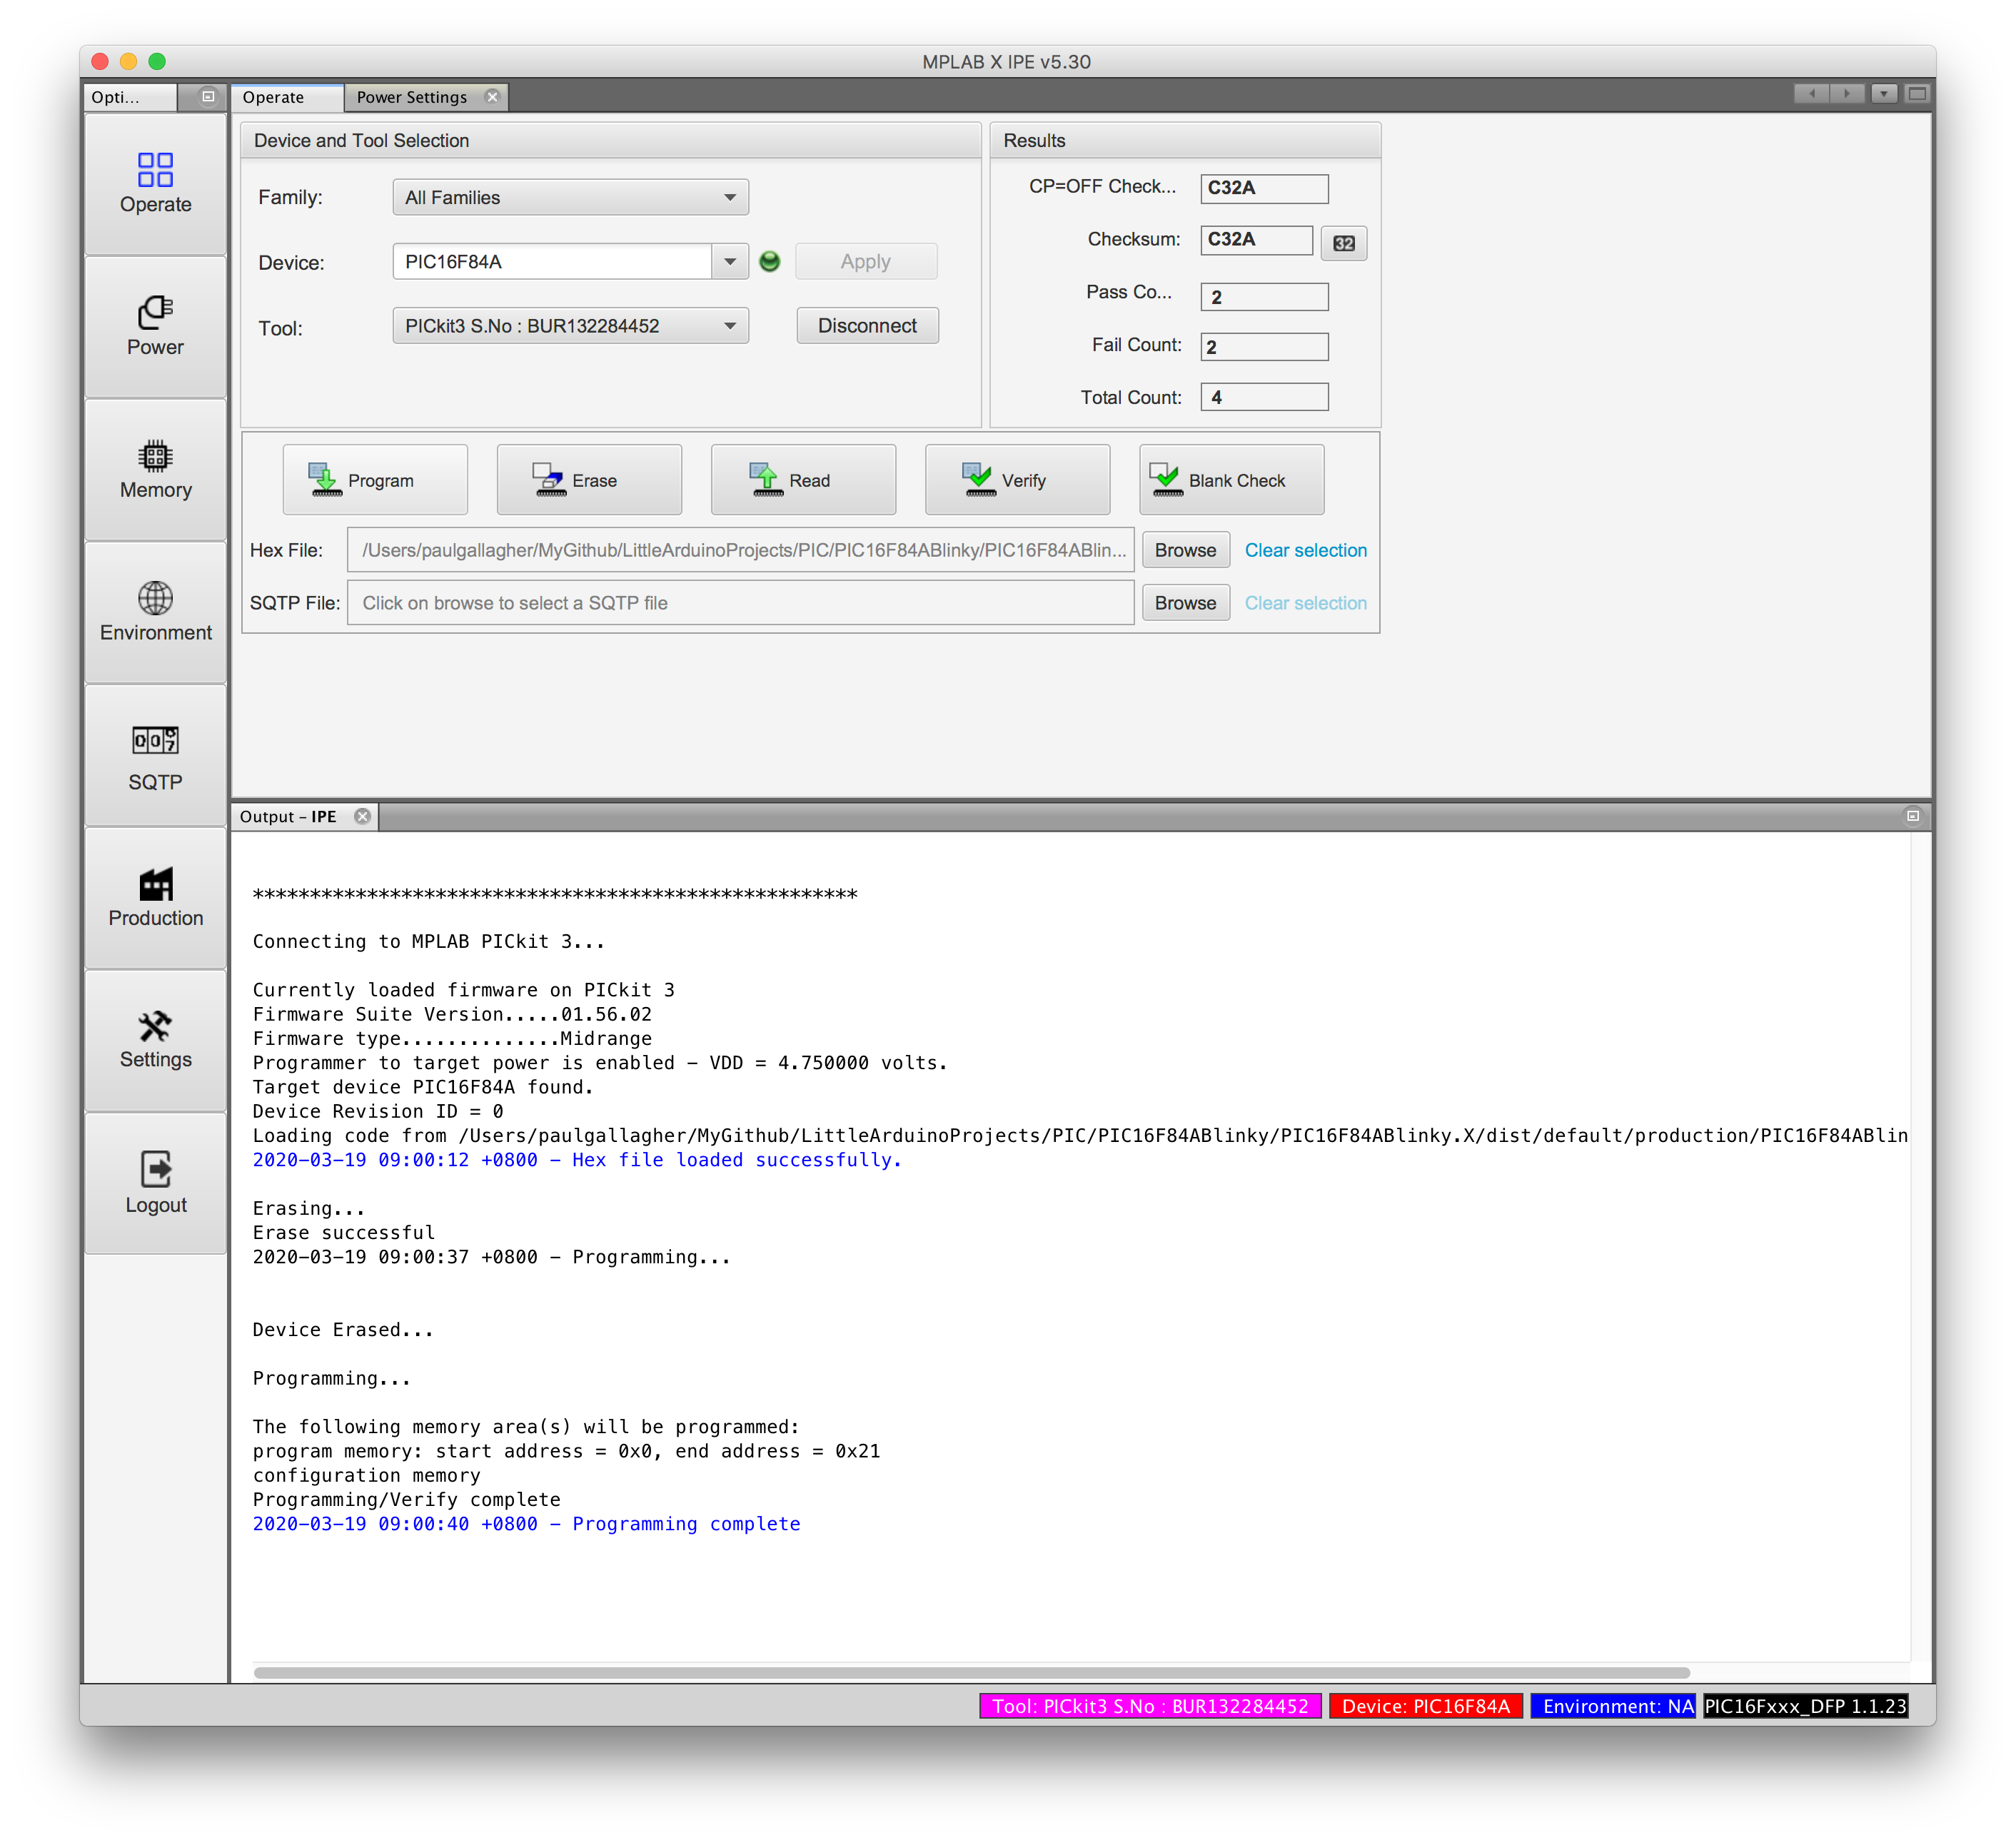 MPLAB X IPE v5.30
Opti...
Operate
Power Settings
Operate
Power
Memory
Environment
SQTP
Production
Settings
Logout
Device and Tool Selection
Family:
All Families
Device:
PIC16F84A
Apply
Tool:
PICkit3 S.No : BUR132284452
Disconnect
Results
CP=OFF Check...
C32A
Checksum:
C32A
32
Pass Co...
2
Fail Count:
2
Total Count:
4
Program
Erase
Read
Verify
Blank Check
Hex File:
/Users/paulgallagher/MyGithub/LittleArduinoProjects/PIC/PIC16F84ABlinky/PIC16F84ABlin...
Browse
Clear selection
SQTP File:
Click on browse to select a SQTP file
Browse
Clear selection
Output – IPE
*****************************************************
Connecting to MPLAB PICkit 3...
Currently loaded firmware on PICkit 3
Firmware Suite Version.....01.56.02
Firmware type..............Midrange
Programmer to target power is enabled – VDD = 4.750000 volts.
Target device PIC16F84A found.
Device Revision ID = 0
Loading code from /Users/paulgallagher/MyGithub/LittleArduinoProjects/PIC/PIC16F84ABlinky/PIC16F84ABlinky.X/dist/default/production/PIC16F84ABlin
2020–03–19 09:00:12 +0800 – Hex file loaded successfully.
Erasing...
Erase successful
2020–03–19 09:00:37 +0800 – Programming...
Device Erased...
Programming...
The following memory area(s) will be programmed:
program memory: start address = 0x0, end address = 0x21
configuration memory
Programming/Verify complete
2020–03–19 09:00:40 +0800 – Programming complete
Tool: PICkit3 S.No : BUR132284452
Device: PIC16F84A
Environment: NA
PIC16Fxxx_DFP 1.1.23